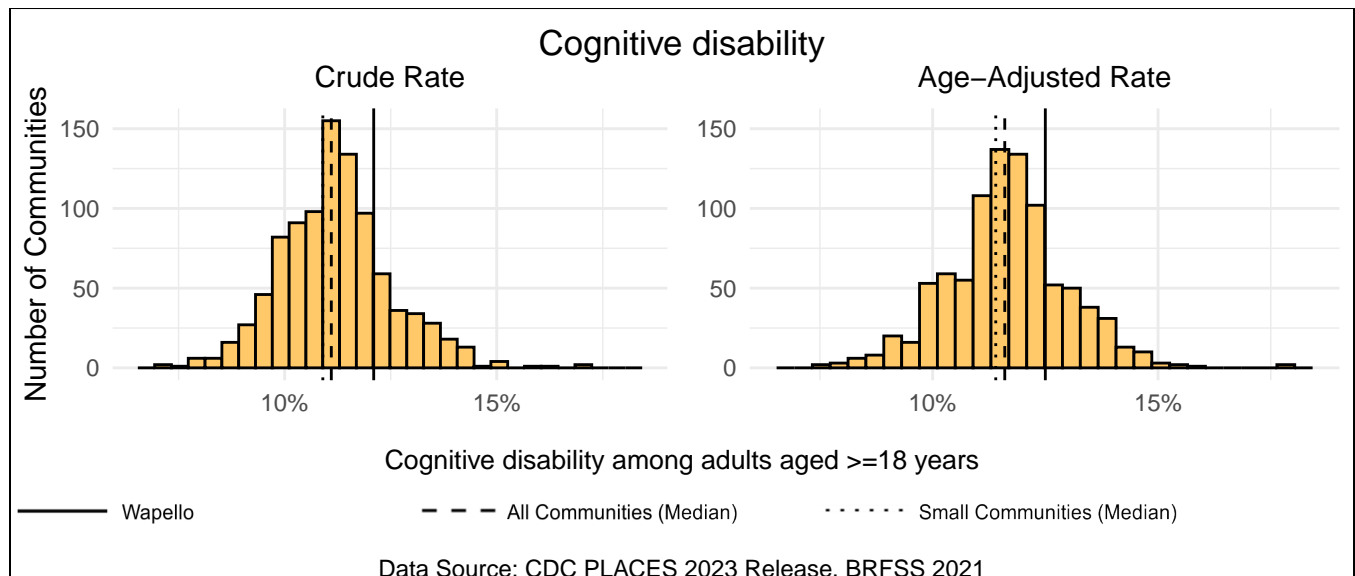 Cognitive disability
Crude Rate
Age−Adjusted Rate
Number of Communities
150
100
50
0
10%
15%
150
100
50
0
10%
15%
Cognitive disability among adults aged >=18 years
Wapello
All Communities (Median)
Small Communities (Median)
Data Source: CDC PLACES 2023 Release, BRFSS 2021